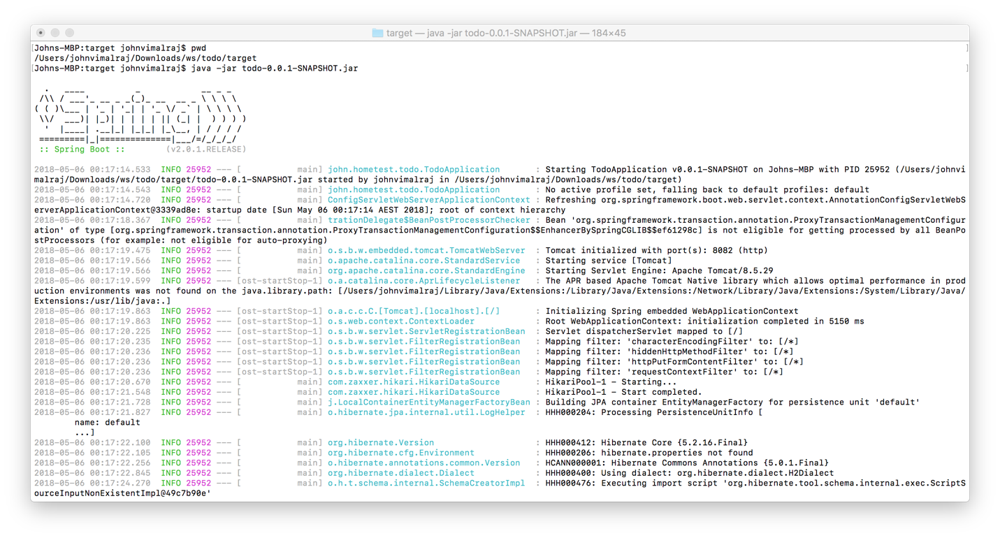 target — java -jar todo-0.0.1-SNAPSHOT.jar — 184×45
[Johns-MBP:target johnvimalraj$ pwd ]
/Users/johnvimalraj/Downloads/ws/todo/target
[Johns-MBP:target johnvimalraj$ java -jar todo-0.0.1-SNAPSHOT.jar ]
  .   ____          _            __ _ _
 /\\ / ___'_ __ _ _(_)_ __  __ _ \ \ \ \
( ( )\___ | '_ | '_| | '_ \/ _` | \ \ \ \
 \\/  ___)| |_)| | | | | || (_| |  ) ) ) )
  '  |____| .__|_| |_|_| |_\__, | / / / /
 =========|_|==============|___/=/_/_/_/
 :: Spring Boot ::        (v2.0.1.RELEASE)
2018-05-06 00:17:14.533  INFO 25952 --- [           main] john.hometest.todo.TodoApplication       : Starting TodoApplication v0.0.1-SNAPSHOT on Johns-MBP with PID 25952 (/Users/johnvi
malraj/Downloads/ws/todo/target/todo-0.0.1-SNAPSHOT.jar started by johnvimalraj in /Users/johnvimalraj/Downloads/ws/todo/target)
2018-05-06 00:17:14.543  INFO 25952 --- [           main] john.hometest.todo.TodoApplication       : No active profile set, falling back to default profiles: default
2018-05-06 00:17:14.720  INFO 25952 --- [           main] ConfigServletWebServerApplicationContext : Refreshing org.springframework.boot.web.servlet.context.AnnotationConfigServletWebS
erverApplicationContext@3339ad8e: startup date [Sun May 06 00:17:14 AEST 2018]; root of context hierarchy
2018-05-06 00:17:18.367  INFO 25952 --- [           main] trationDelegate$BeanPostProcessorChecker : Bean 'org.springframework.transaction.annotation.ProxyTransactionManagementConfigur
ation' of type [org.springframework.transaction.annotation.ProxyTransactionManagementConfiguration$$EnhancerBySpringCGLIB$$ef61298c] is not eligible for getting processed by all BeanPo
stProcessors (for example: not eligible for auto-proxying)
2018-05-06 00:17:19.475  INFO 25952 --- [           main] o.s.b.w.embedded.tomcat.TomcatWebServer  : Tomcat initialized with port(s): 8082 (http)
2018-05-06 00:17:19.566  INFO 25952 --- [           main] o.apache.catalina.core.StandardService   : Starting service [Tomcat]
2018-05-06 00:17:19.566  INFO 25952 --- [           main] org.apache.catalina.core.StandardEngine  : Starting Servlet Engine: Apache Tomcat/8.5.29
2018-05-06 00:17:19.599  INFO 25952 --- [ost-startStop-1] o.a.catalina.core.AprLifecycleListener   : The APR based Apache Tomcat Native library which allows optimal performance in prod
uction environments was not found on the java.library.path: [/Users/johnvimalraj/Library/Java/Extensions:/Library/Java/Extensions:/Network/Library/Java/Extensions:/System/Library/Java/
Extensions:/usr/lib/java:.]
2018-05-06 00:17:19.863  INFO 25952 --- [ost-startStop-1] o.a.c.c.C.[Tomcat].[localhost].[/]       : Initializing Spring embedded WebApplicationContext
2018-05-06 00:17:19.863  INFO 25952 --- [ost-startStop-1] o.s.web.context.ContextLoader            : Root WebApplicationContext: initialization completed in 5150 ms
2018-05-06 00:17:20.225  INFO 25952 --- [ost-startStop-1] o.s.b.w.servlet.ServletRegistrationBean  : Servlet dispatcherServlet mapped to [/]
2018-05-06 00:17:20.235  INFO 25952 --- [ost-startStop-1] o.s.b.w.servlet.FilterRegistrationBean   : Mapping filter: 'characterEncodingFilter' to: [/*]
2018-05-06 00:17:20.236  INFO 25952 --- [ost-startStop-1] o.s.b.w.servlet.FilterRegistrationBean   : Mapping filter: 'hiddenHttpMethodFilter' to: [/*]
2018-05-06 00:17:20.236  INFO 25952 --- [ost-startStop-1] o.s.b.w.servlet.FilterRegistrationBean   : Mapping filter: 'httpPutFormContentFilter' to: [/*]
2018-05-06 00:17:20.236  INFO 25952 --- [ost-startStop-1] o.s.b.w.servlet.FilterRegistrationBean   : Mapping filter: 'requestContextFilter' to: [/*]
2018-05-06 00:17:20.670  INFO 25952 --- [           main] com.zaxxer.hikari.HikariDataSource       : HikariPool-1 - Starting...
2018-05-06 00:17:21.548  INFO 25952 --- [           main] com.zaxxer.hikari.HikariDataSource       : HikariPool-1 - Start completed.
2018-05-06 00:17:21.728  INFO 25952 --- [           main] j.LocalContainerEntityManagerFactoryBean : Building JPA container EntityManagerFactory for persistence unit 'default'
2018-05-06 00:17:21.827  INFO 25952 --- [           main] o.hibernate.jpa.internal.util.LogHelper  : HHH000204: Processing PersistenceUnitInfo [
        name: default
        ...]
2018-05-06 00:17:22.100  INFO 25952 --- [           main] org.hibernate.Version                    : HHH000412: Hibernate Core {5.2.16.Final}
2018-05-06 00:17:22.105  INFO 25952 --- [           main] org.hibernate.cfg.Environment            : HHH000206: hibernate.properties not found
2018-05-06 00:17:22.256  INFO 25952 --- [           main] o.hibernate.annotations.common.Version   : HCANN000001: Hibernate Commons Annotations {5.0.1.Final}
2018-05-06 00:17:22.845  INFO 25952 --- [           main] org.hibernate.dialect.Dialect            : HHH000400: Using dialect: org.hibernate.dialect.H2Dialect
2018-05-06 00:17:24.270  INFO 25952 --- [           main] o.h.t.schema.internal.SchemaCreatorImpl  : HHH000476: Executing import script 'org.hibernate.tool.schema.internal.exec.ScriptS
ourceInputNonExistentImpl@49c7b90e'